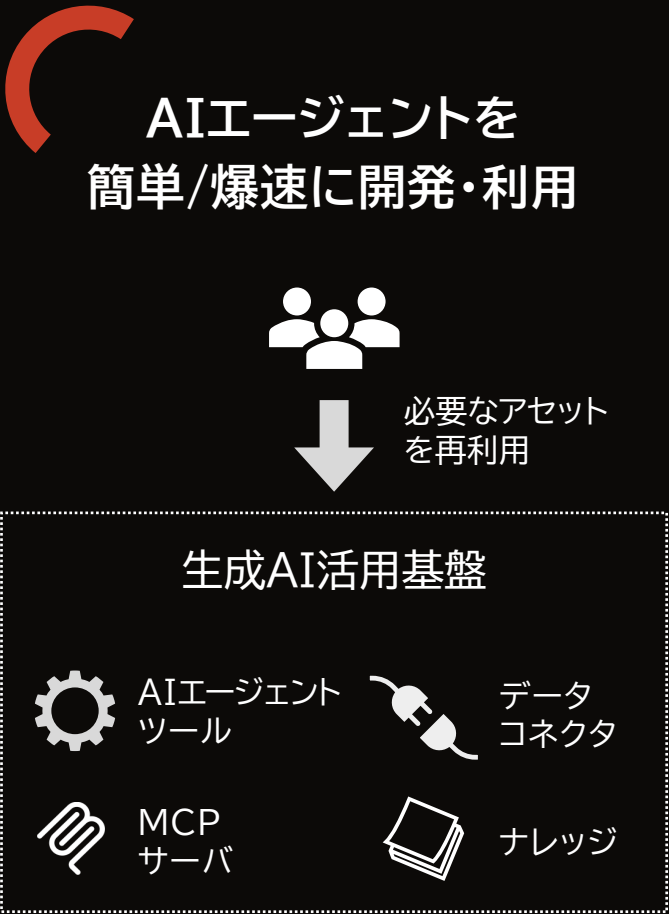 AIエージェントを
簡単/爆速に開発・利用
必要なアセット
を再利用
生成AI活用基盤
AIエージェント
ツール
データ
コネクタ
MCP
サーバ
ナレッジ